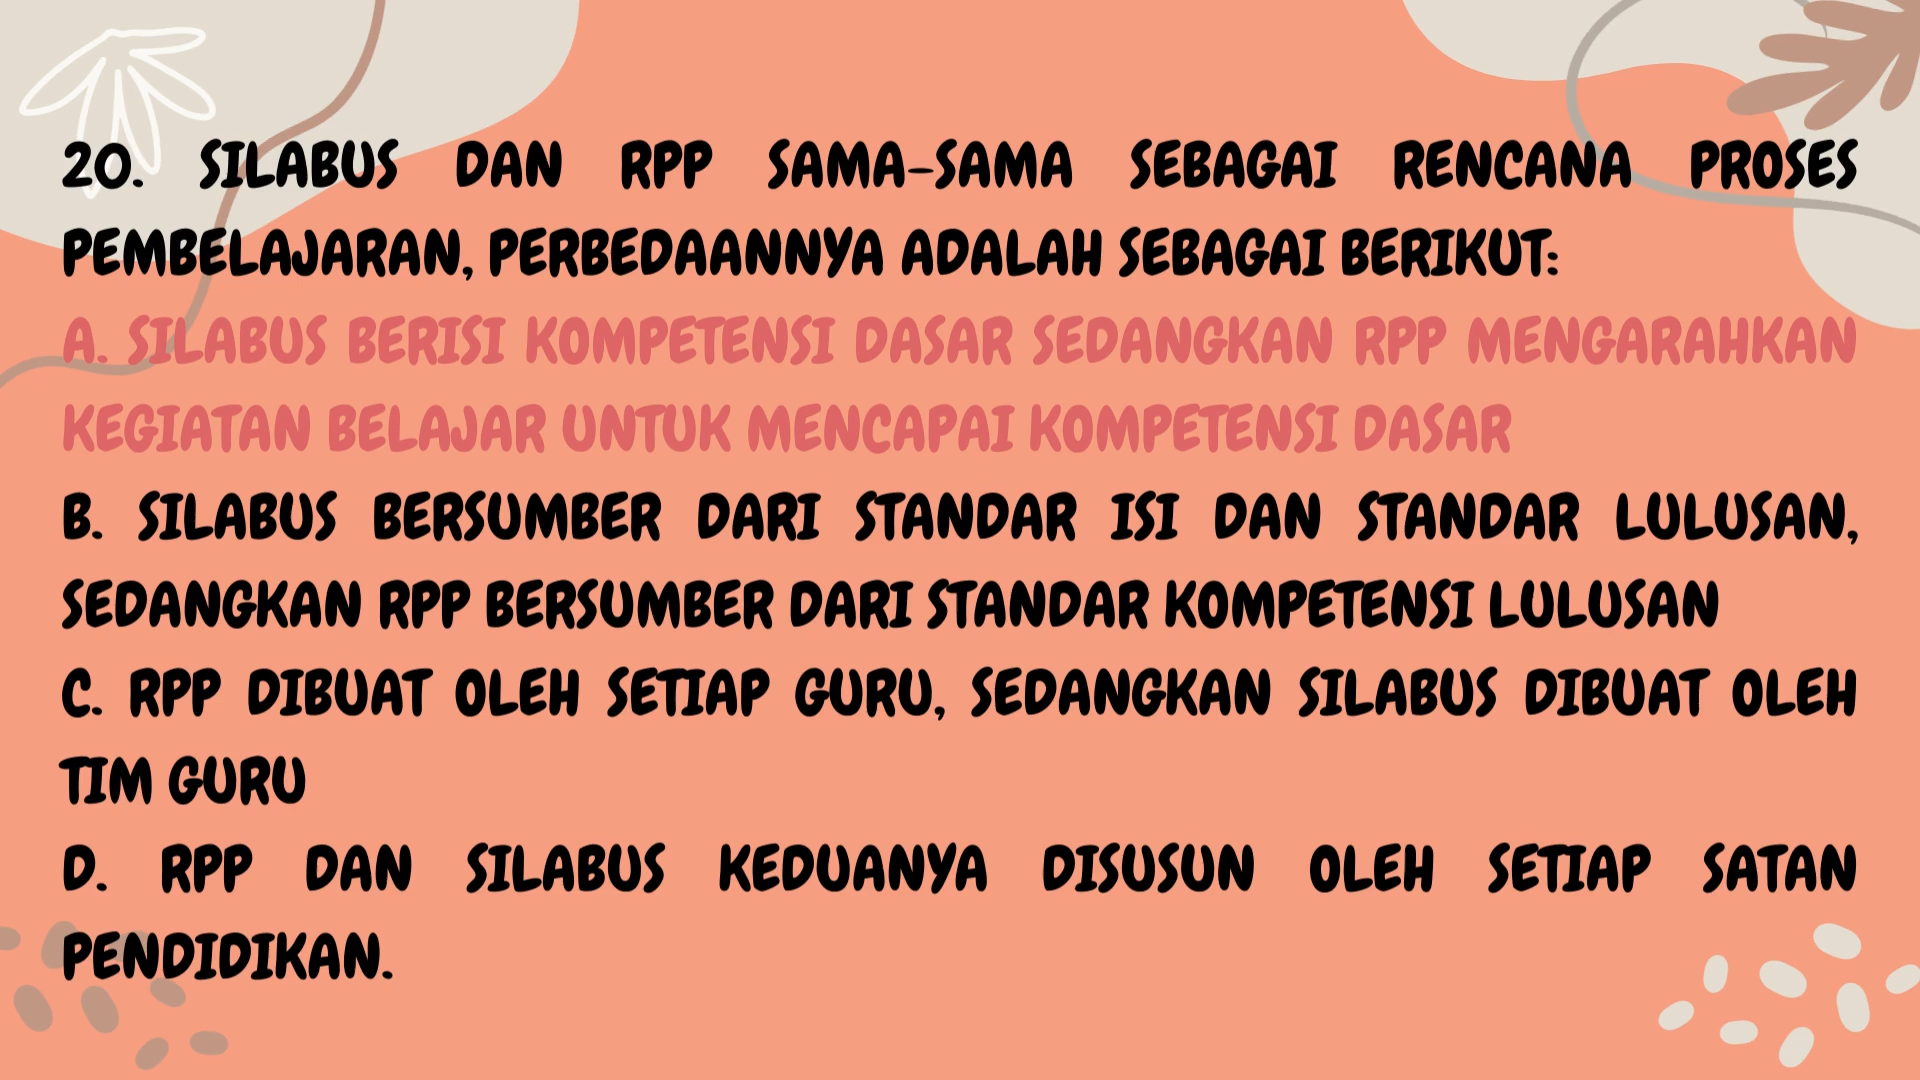 20. SILABUS DAN RPP SAMA-SAMA SEBAGAI RENCANA PROSES
PEMBELAJARAN, PERBEDAANNYA ADALAH SEBAGAI BERIKUT:
A. SILABUS BERISI KOMPETENSI DASAR SEDANGKAN RPP MENGARAHKAN
KEGIATAN BELAJAR UNTUK MENCAPAI KOMPETENSI DASAR
B. SILABUS BERSUMBER DARI STANDAR ISI DAN STANDAR LULUSAN,
SEDANGKAN RPP BERSUMBER DARI STANDAR KOMPETENSI LULUSAN
C. RPP DIBUAT OLEH SETIAP GURU, SEDANGKAN SILABUS DIBUAT OLEH
TIM GURU
D. RPP DAN SILABUS KEDUANYA DISUSUN OLEH SETIAP SATAN
PENDIDIKAN.